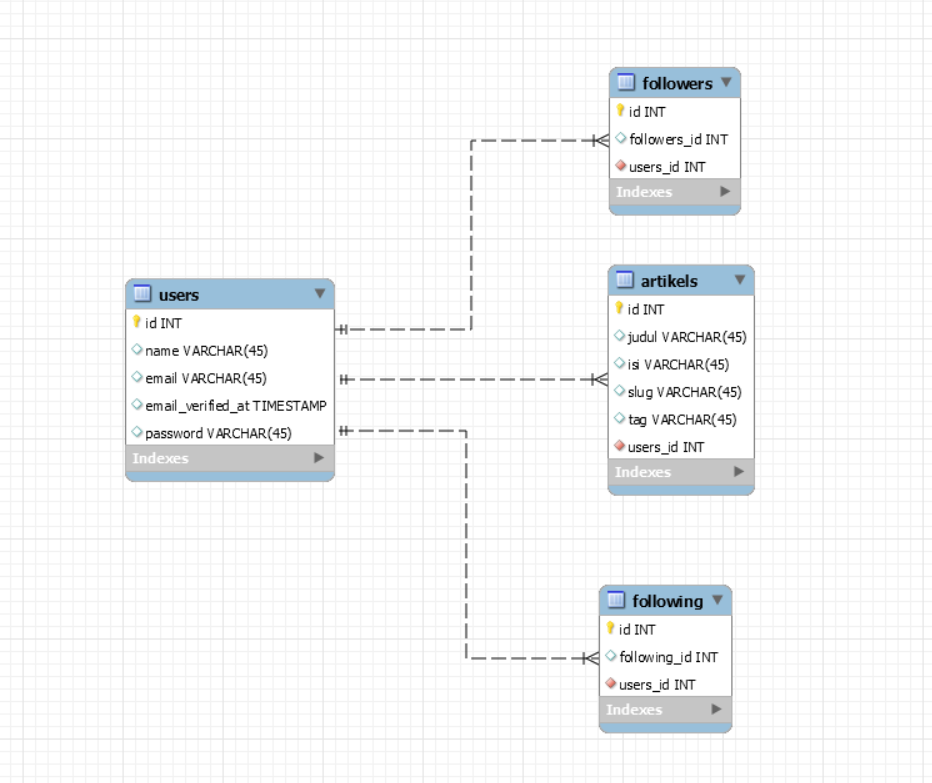 followers
id INT
followers_id INT
users_id INT
Indexes
users
id INT
name VARCHAR(45)
email VARCHAR(45)
email_verified_at TIMESTAMP
password VARCHAR(45)
Indexes
artikels
id INT
judul VARCHAR(45)
isi VARCHAR(45)
slug VARCHAR(45)
tag VARCHAR(45)
users_id INT
Indexes
following
id INT
following_id INT
users_id INT
Indexes